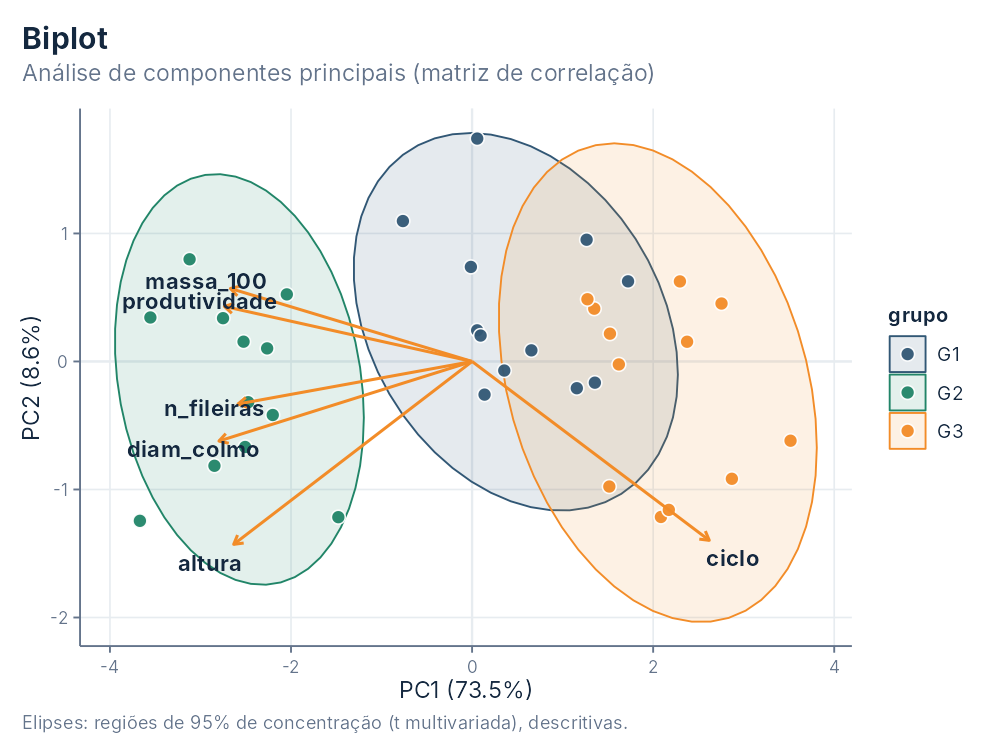 Biplot
Análise de componentes principais (matriz de correlação)
massa_100
produtividade
n_fileiras
diam_colmo
altura
ciclo
1
0
-1
-2
PC2 (8.6%)
-4
-2
0
2
4
PC1 (73.5%)
grupo
G1
G2
G3
Elipses: regiões de 95% de concentração (t multivariada), descritivas.